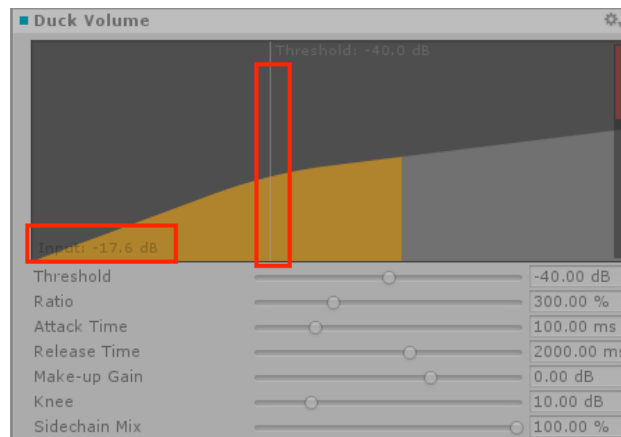 Duck Volume
Threshold: -40.0 dB
Input: -17.6 dB
Threshold -40.00 dB
Ratio 300.00 %
Attack Time 100.00 ms
Release Time 2000.00 ms
Make-up Gain 0.00 dB
Knee 10.00 dB
Sidechain Mix 100.00 %